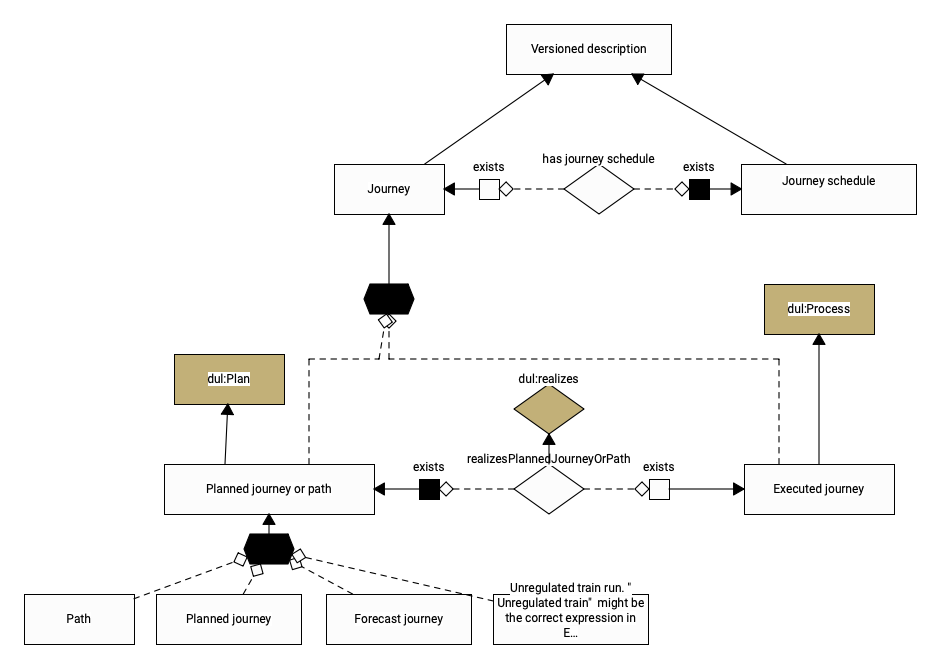 Versioned description
has journey schedule
exists
exists
Journey
Journey schedule
dul:Process
dul:Plan
dul:realizes
realizesPlannedJourneyOrPath
exists
exists
Planned journey or path
Executed journey
Path
Planned journey
Forecast journey
Unregulated train run. "
Unregulated train" might be
the correct expression in
E...